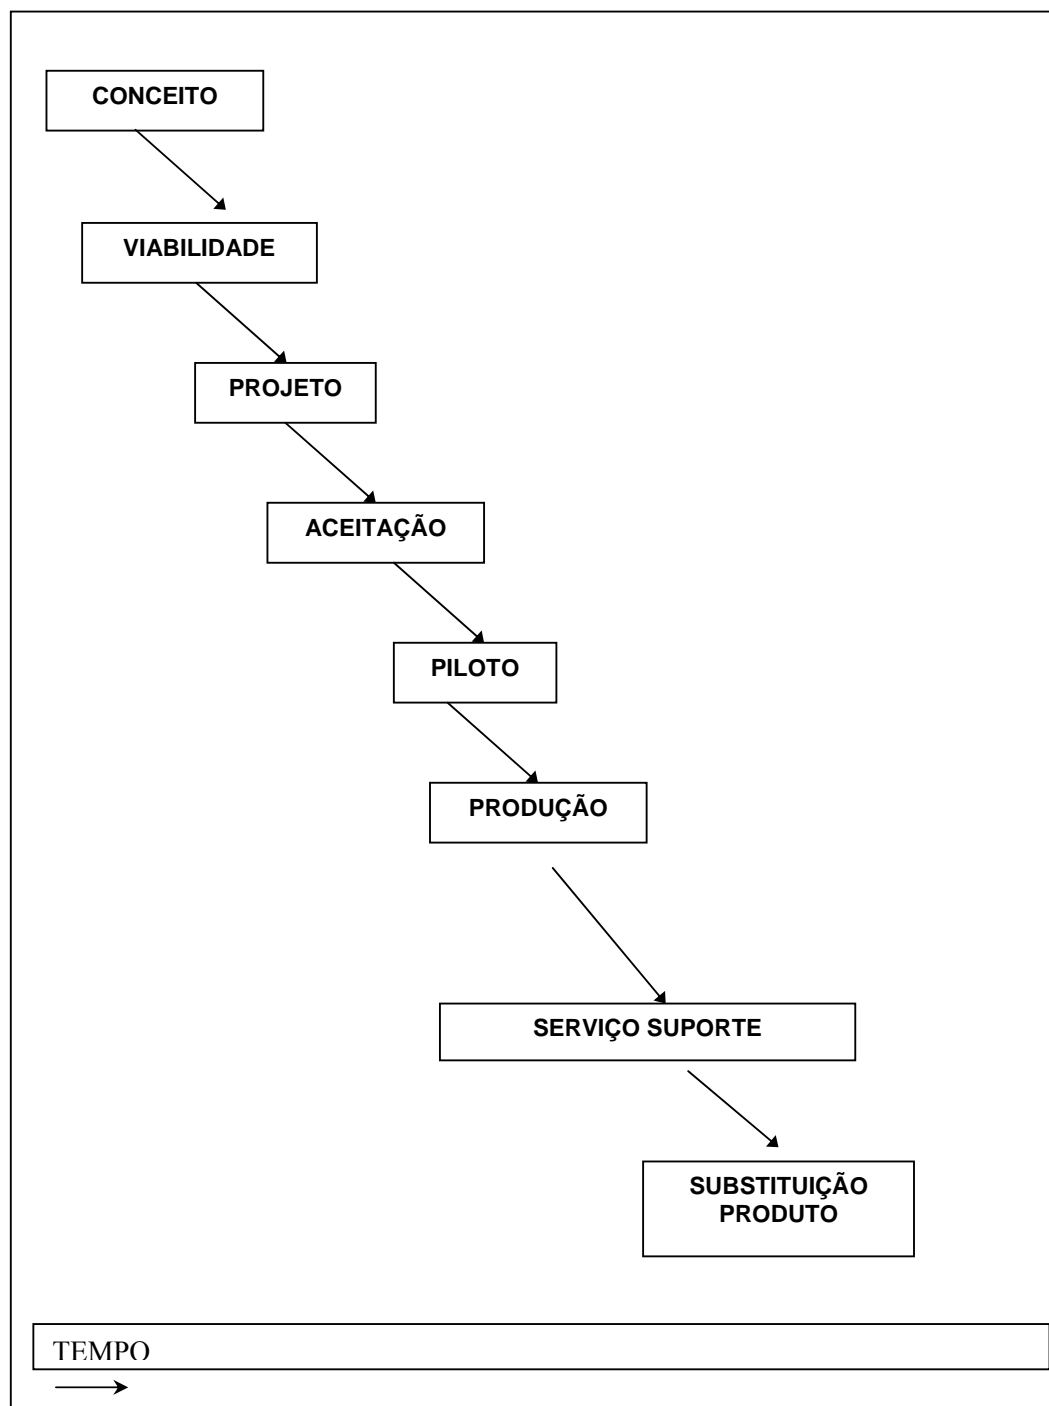 CONCEITO
VIABILIDADE
PROJETO
ACEITAÇÃO
PILOTO
PRODUÇÃO
SERVIÇO SUPORTE
SUBSTITUIÇÃO
PRODUTO
TEMPO